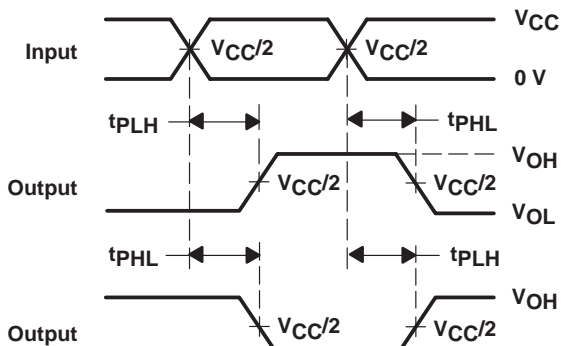 VCC
Input VCC/2 VCC/2
0 V
tPLH tPHL
VOH
Output VCC/2 VCC/2
VOL
tPHL tPLH
VOH
Output VCC/2 VCC/2